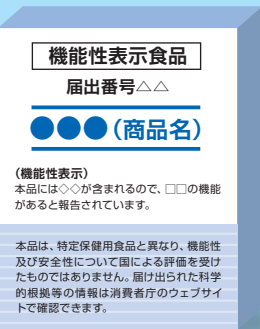 機能性表示食品
届出番号△△
●●●(商品名)
(機能性表示)
本品には◇◇が含まれるので、□□の機能
があると報告されています。
本品は、特定保健用食品と異なり、機能性
及び安全性について国による評価を受け
たものではありません。届け出られた科学
的根拠等の情報は消費者庁のウェブサイ
トで確認できます。